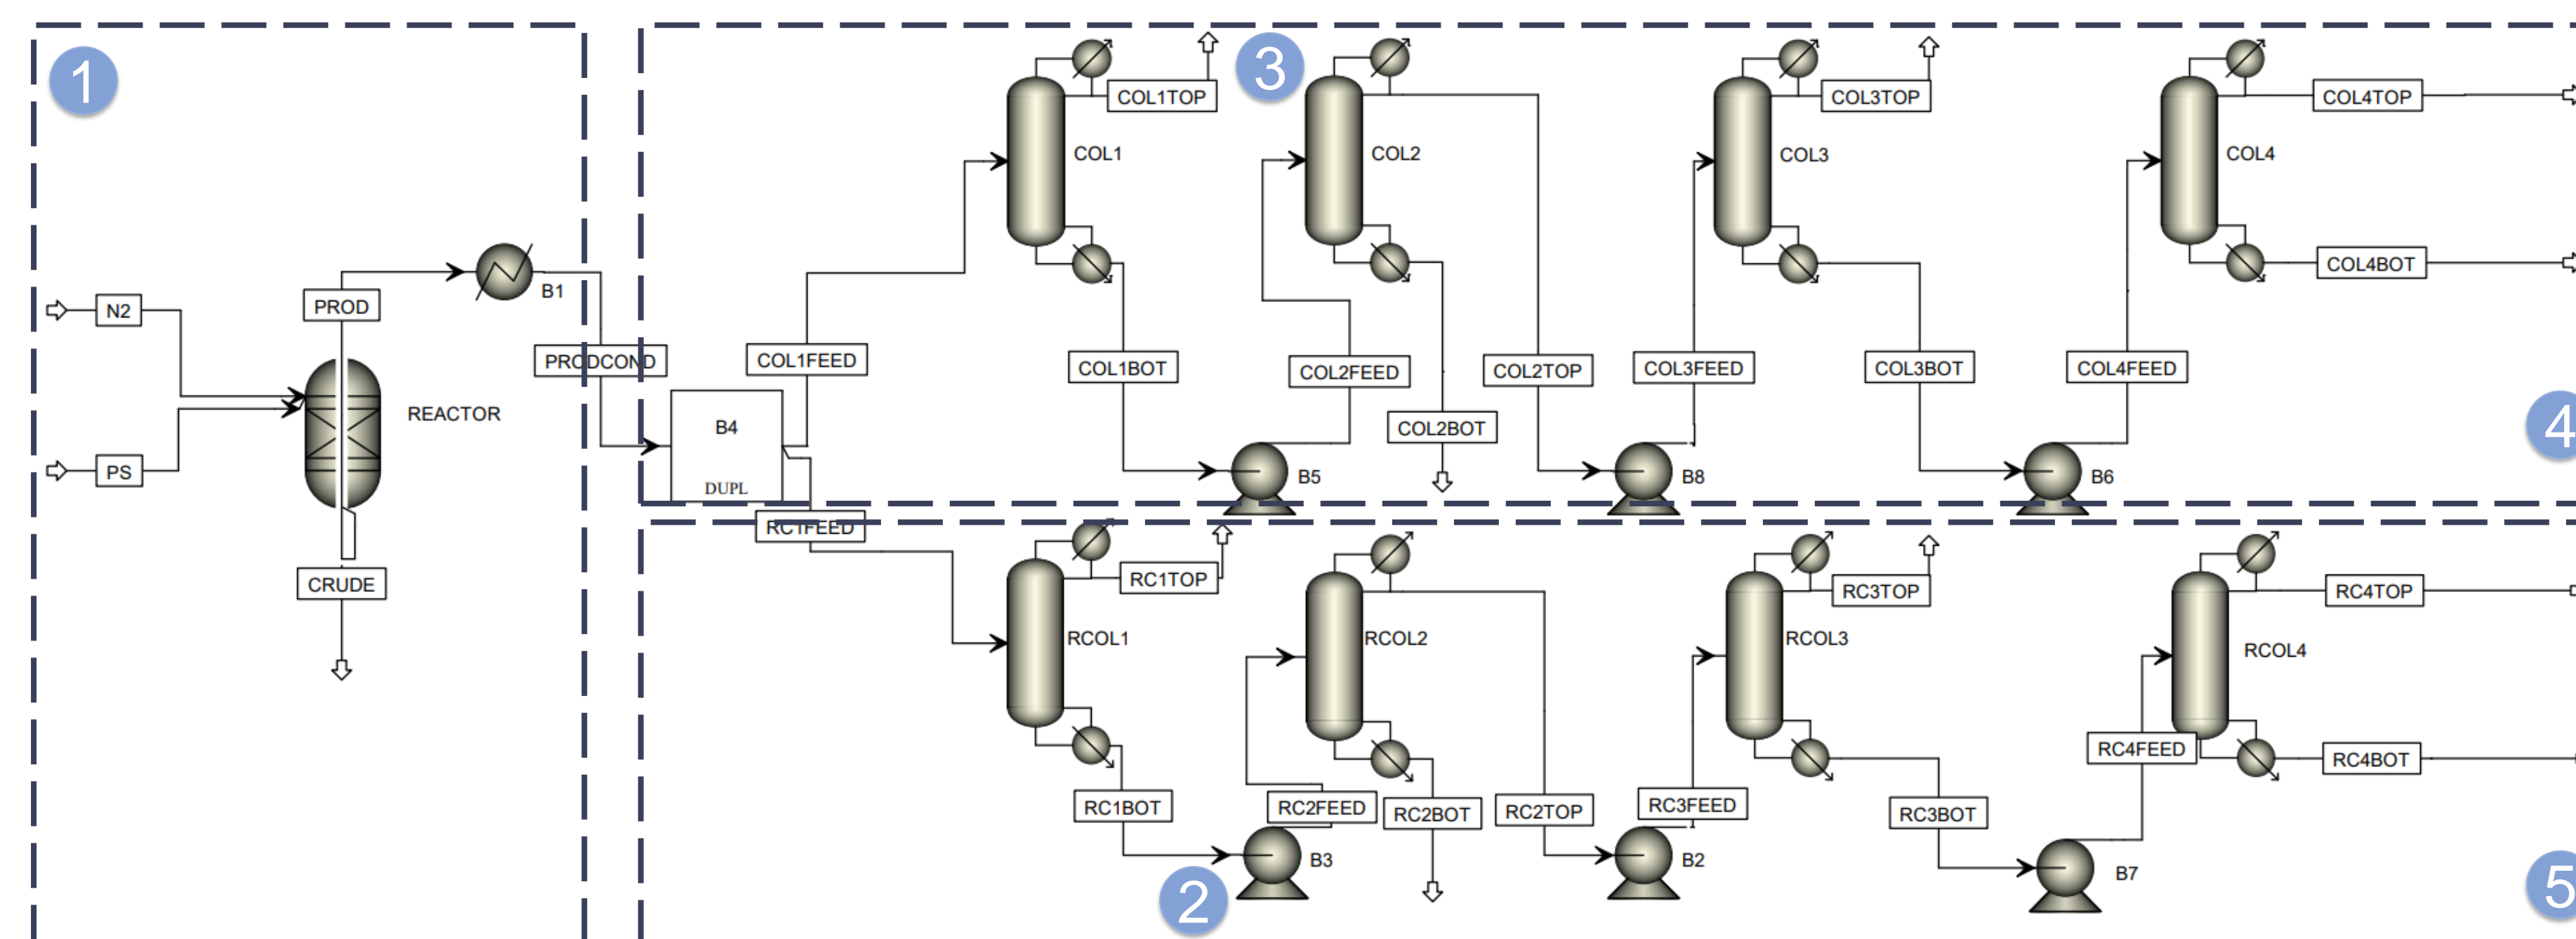 1
N2
PS
PROD
REACTOR
CRUDE
B1
PRODCOND
B4
DUPL
COL1FEED
COL1TOP
COL1
COL1BOT
3
COL2
COL2FEED
COL2BOT
B5
COL2TOP
B8
COL3FEED
COL3TOP
COL3
COL3BOT
B6
COL4FEED
COL4TOP
COL4
COL4BOT
4
RC1FEED
RC1TOP
RCOL1
RC1BOT
2
B3
RC2FEED
RCOL2
RC2BOT
RC2TOP
B2
RC3FEED
RC3TOP
RCOL3
RC3BOT
B7
RC4FEED
RC4TOP
RCOL4
RC4BOT
5